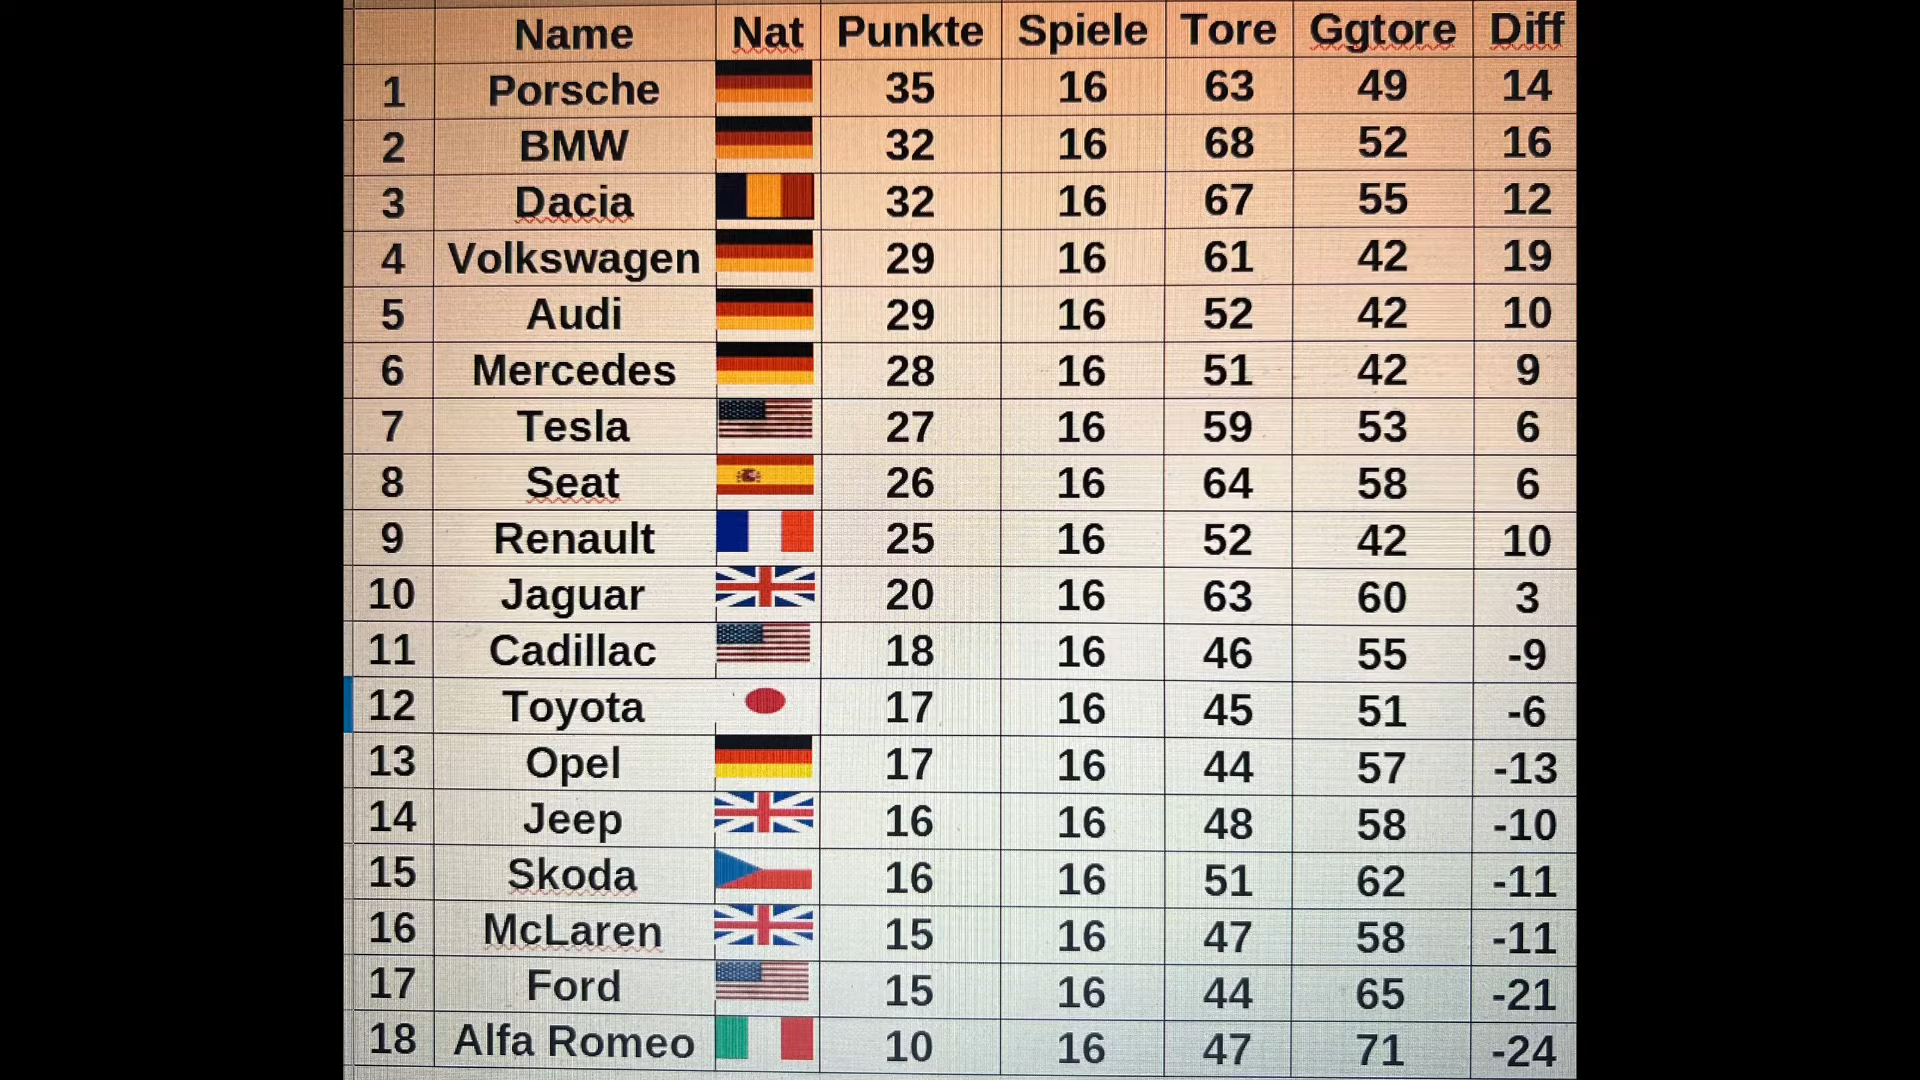 Name Nat Punkte Spiele Tore Ggtore Diff
1 Porsche 35 16 63 49 14
2 BMW 32 16 68 52 16
3 Dacia 32 16 67 55 12
4 Volkswagen 29 16 61 42 19
5 Audi 29 16 52 42 10
6 Mercedes 28 16 51 42 9
7 Tesla 27 16 59 53 6
8 Seat 26 16 64 58 6
9 Renault 25 16 52 42 10
10 Jaguar 20 16 63 60 3
11 Cadillac 18 16 46 55 -9
12 Toyota 17 16 45 51 -6
13 Opel 17 16 44 57 -13
14 Jeep 16 16 48 58 -10
15 Skoda 16 16 51 62 -11
16 McLaren 15 16 47 58 -11
17 Ford 15 16 44 65 -21
18 Alfa Romeo 10 16 47 71 -24